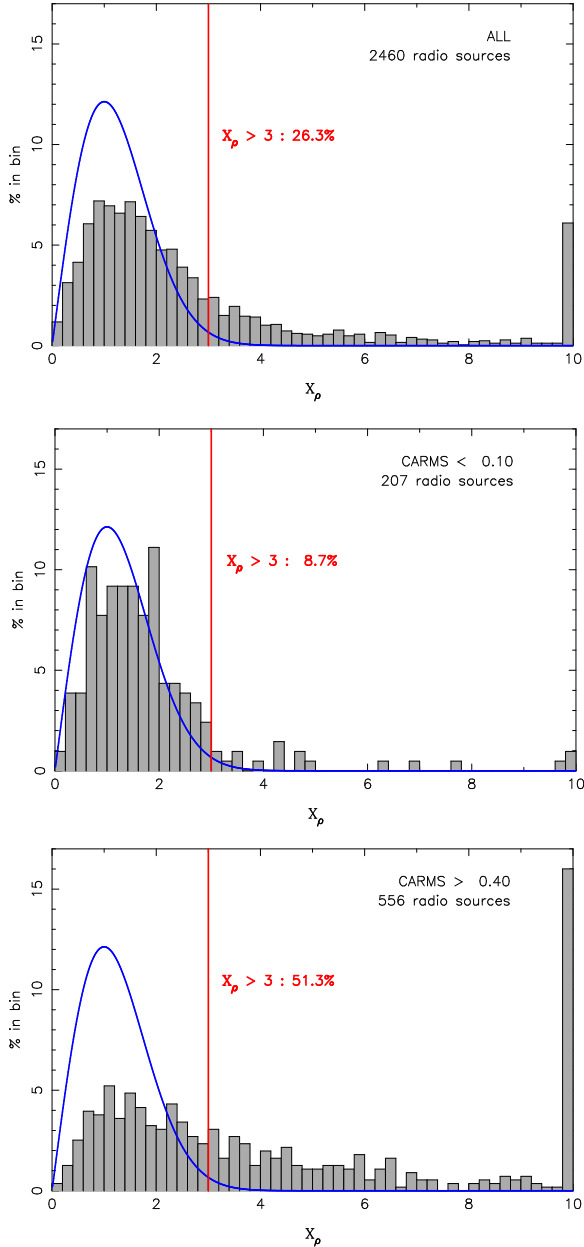 ALL
2460 radio sources
X_ρ > 3 : 26.3%
% in bin
15
10
5
0
0 2 4 6 8 10
X_ρ
CARMS < 0.10
207 radio sources
X_ρ > 3 : 8.7%
% in bin
15
10
5
0
0 2 4 6 8 10
X_ρ
CARMS > 0.40
556 radio sources
X_ρ > 3 : 51.3%
% in bin
15
10
5
0
0 2 4 6 8 10
X_ρ